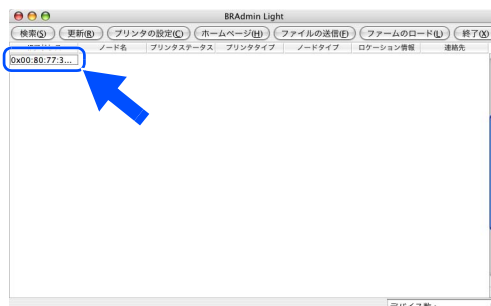 BRAdmin Light
検索(S) 更新(R) プリンタの設定(C) ホームページ(H) ファイルの送信(F) ファームのロード(L) 終了(X)
ノード名 プリンタステータス プリンタタイプ ノードタイプ ロケーション情報 連絡先
0x00:80:77:3...
デバイス数: